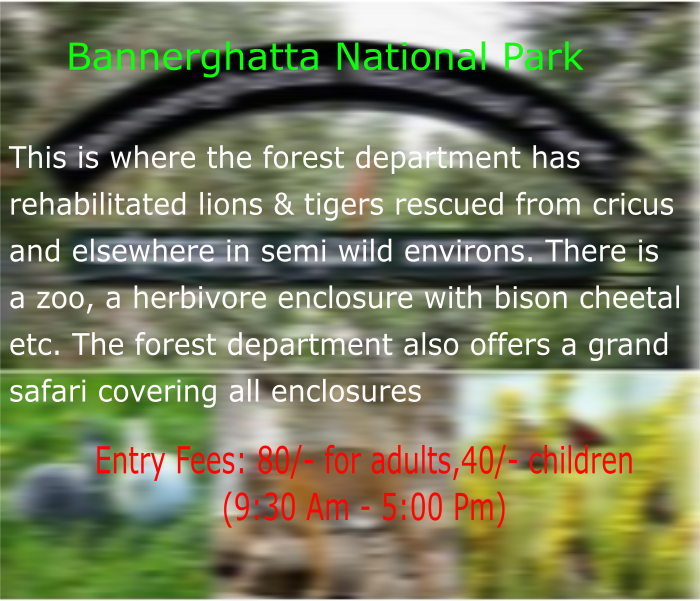 Bannerghatta National Park
This is where the forest department has
rehabilitated lions & tigers rescued from cricus
and elsewhere in semi wild environs. There is
a zoo, a herbivore enclosure with bison cheetal
etc. The forest department also offers a grand
safari covering all enclosures
Entry Fees: 80/- for adults,40/- children
(9:30 Am - 5:00 Pm)